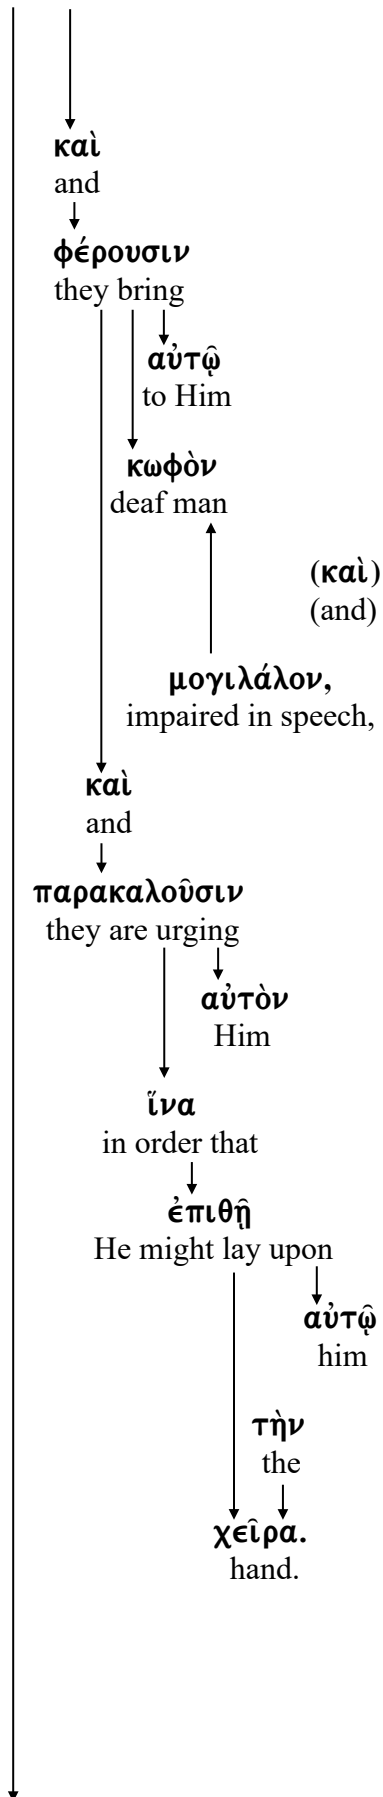 καὶ
and
φέρουσιν
they bring
αὐτῷ
to Him
κωφὸν
deaf man
(καὶ)
(and)
μογιλάλον,
impaired in speech,
καὶ
and
παρακαλοῦσιν
they are urging
αὐτὸν
Him
ἵνα
in order that
ἐπιθῇ
He might lay upon
αὐτῷ
him
τὴν
the
χεῖρα.
hand.